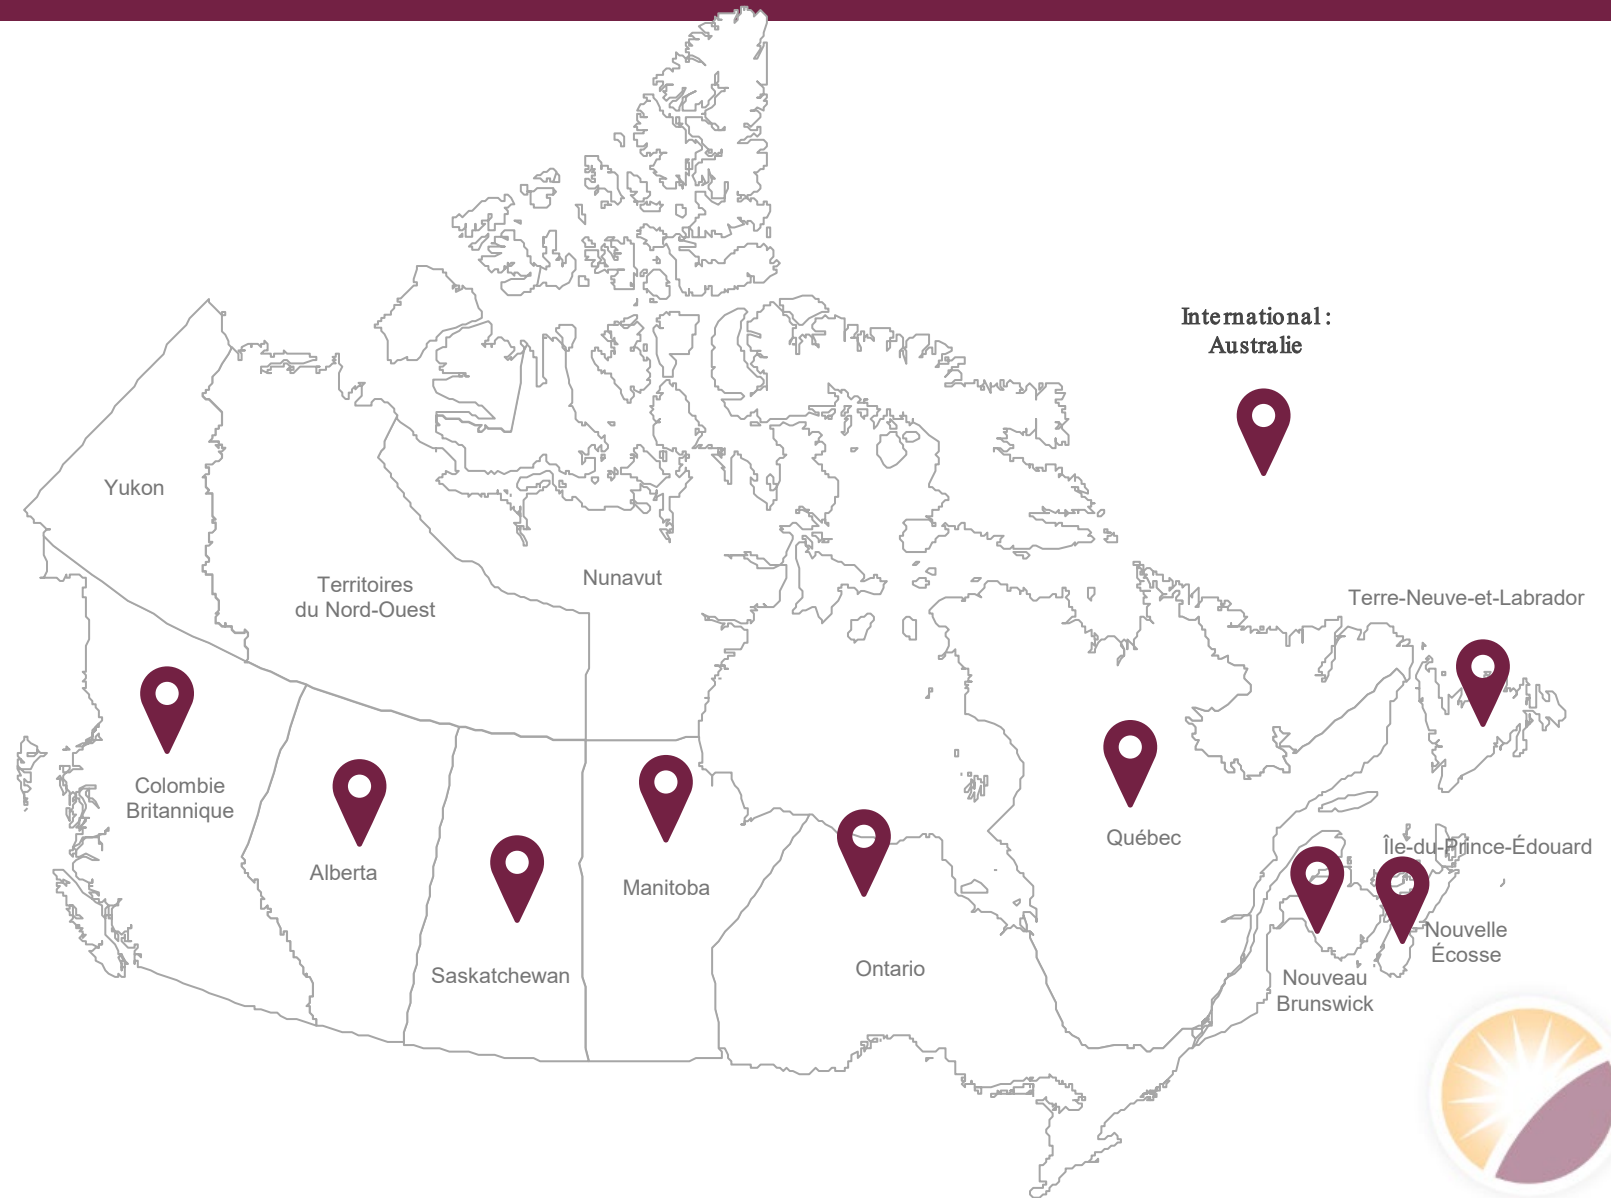 International :
Australie
Yukon
Territoires
du Nord-Ouest
Nunavut
Terre-Neuve-et-Labrador
Colombie
Britannique
Alberta
Saskatchewan
Manitoba
Ontario
Québec
Île-du-Prince-Édouard
Nouvelle
Écosse
Nouveau
Brunswick